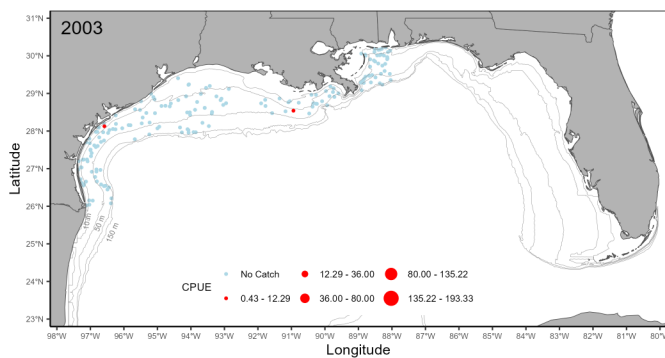 2003
31°N
30°N
29°N
28°N
27°N
26°N
25°N
24°N
23°N
Latitude
10 m
50 m
150 m
CPUE
No Catch
12.29 - 36.00
80.00 - 135.22
0.43 - 12.29
36.00 - 80.00
135.22 - 193.33
98°W 97°W 96°W 95°W 94°W 93°W 92°W 91°W 90°W 89°W 88°W 87°W 86°W 85°W 84°W 83°W 82°W 81°W 80°W
Longitude